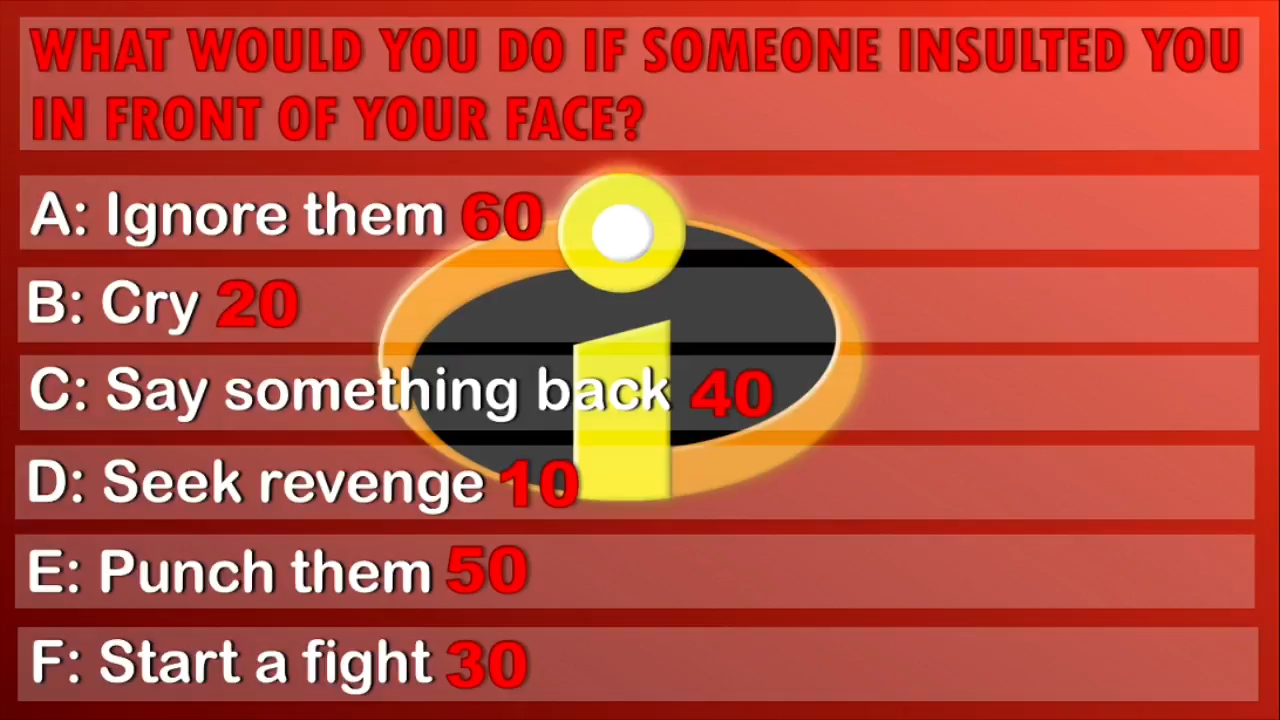 WHAT WOULD YOU DO IF SOMEONE INSULTED YOU
IN FRONT OF YOUR FACE?
A: Ignore them 60
B: Cry 20
C: Say something back 40
D: Seek revenge 10
E: Punch them 50
F: Start a fight 30